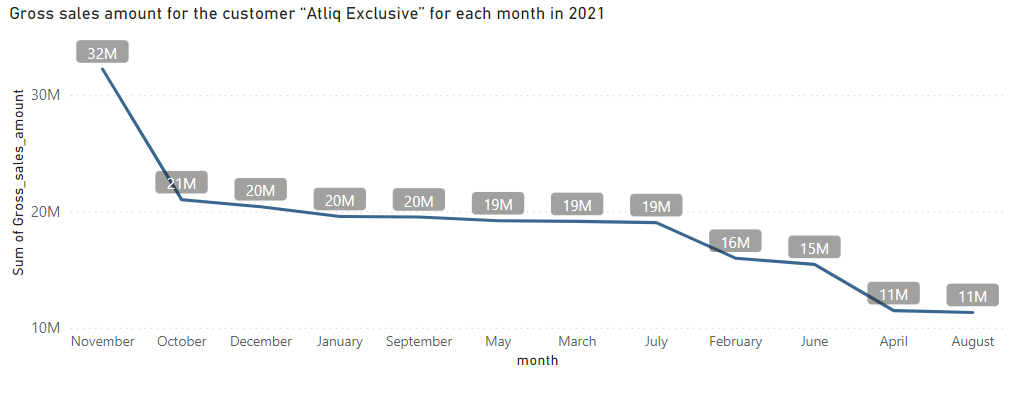 Gross sales amount for the customer “Atliq Exclusive” for each month in 2021
Sum of Gross_sales_amount
30M
20M
10M
32M
21M
20M
20M
20M
19M
19M
19M
16M
15M
11M
11M
November October December January September May March July February June April August
month